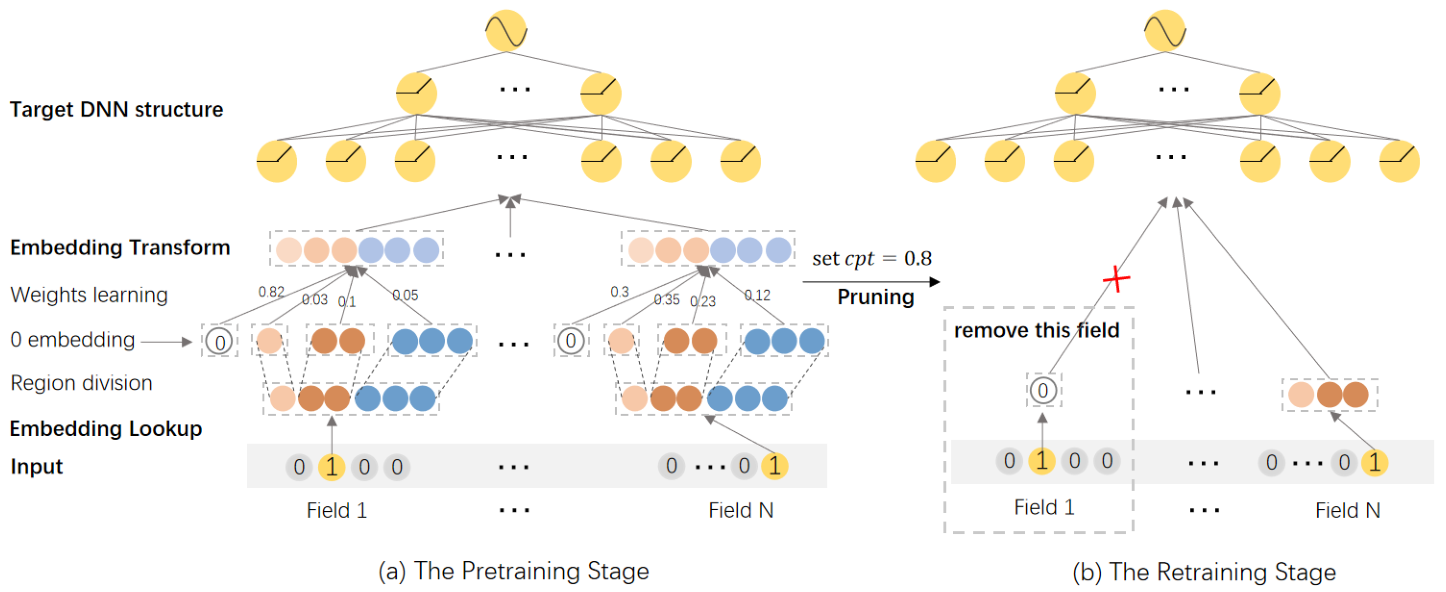 Target DNN structure
...
...
...
...
Embedding Transform
...
...
set cpt = 0.8
Pruning
Weights learning
0.82 0.03 0.1 0.05
0.3 0.35 0.23 0.12
0 embedding
0
...
0
remove this field
Region division
0
...
Embedding Lookup
Input
0 1 0 0
...
0 ... 0 1
0 1 0 0
...
0 ... 0 1
Field 1
...
Field N
Field 1
...
Field N
(a) The Pretraining Stage
(b) The Retraining Stage